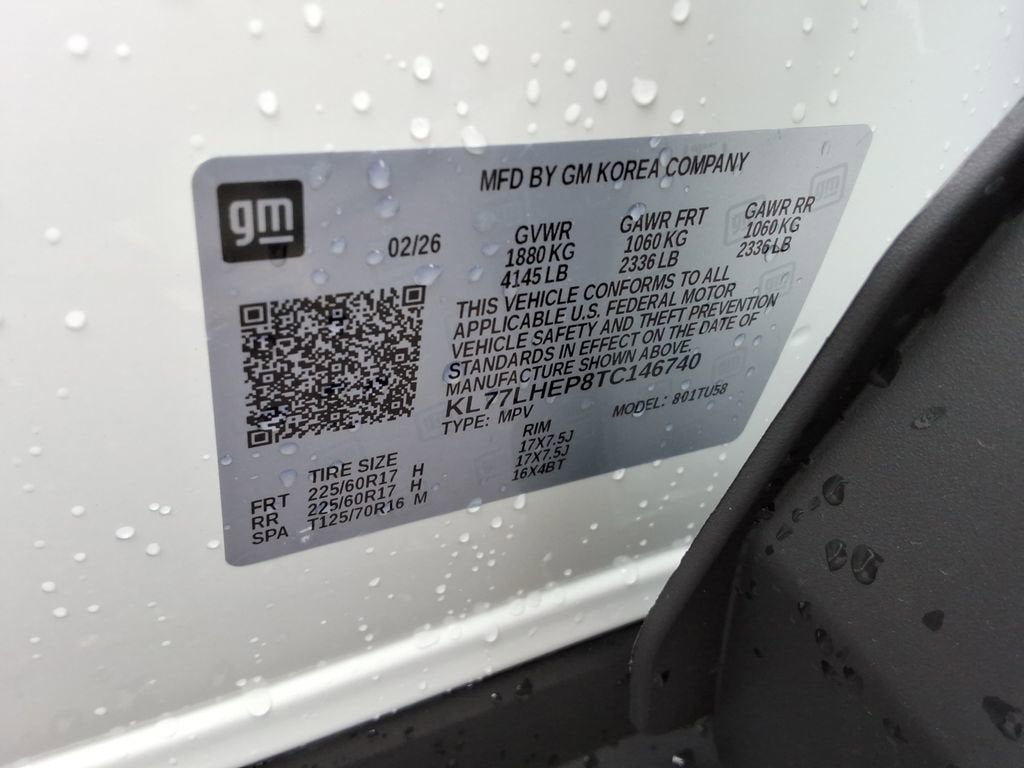 gm
MFD BY GM KOREA COMPANY
02/26
GVWR GAWR FRT GAWR RR
1880 KG 1060 KG 1060 KG
4145 LB 2336 LB 2336 LB
THIS VEHICLE CONFORMS TO ALL
APPLICABLE U.S. FEDERAL MOTOR
VEHICLE SAFETY AND THEFT PREVENTION
STANDARDS IN EFFECT ON THE DATE OF
MANUFACTURE SHOWN ABOVE.
KL77LHEP8TC146740
TYPE: MPV MODEL: 801TU58
TIRE SIZE RIM
FRT 225/60R17 H 17X7.5J
RR 225/60R17 H 17X7.5J
SPA T125/70R16 M 16X4BT